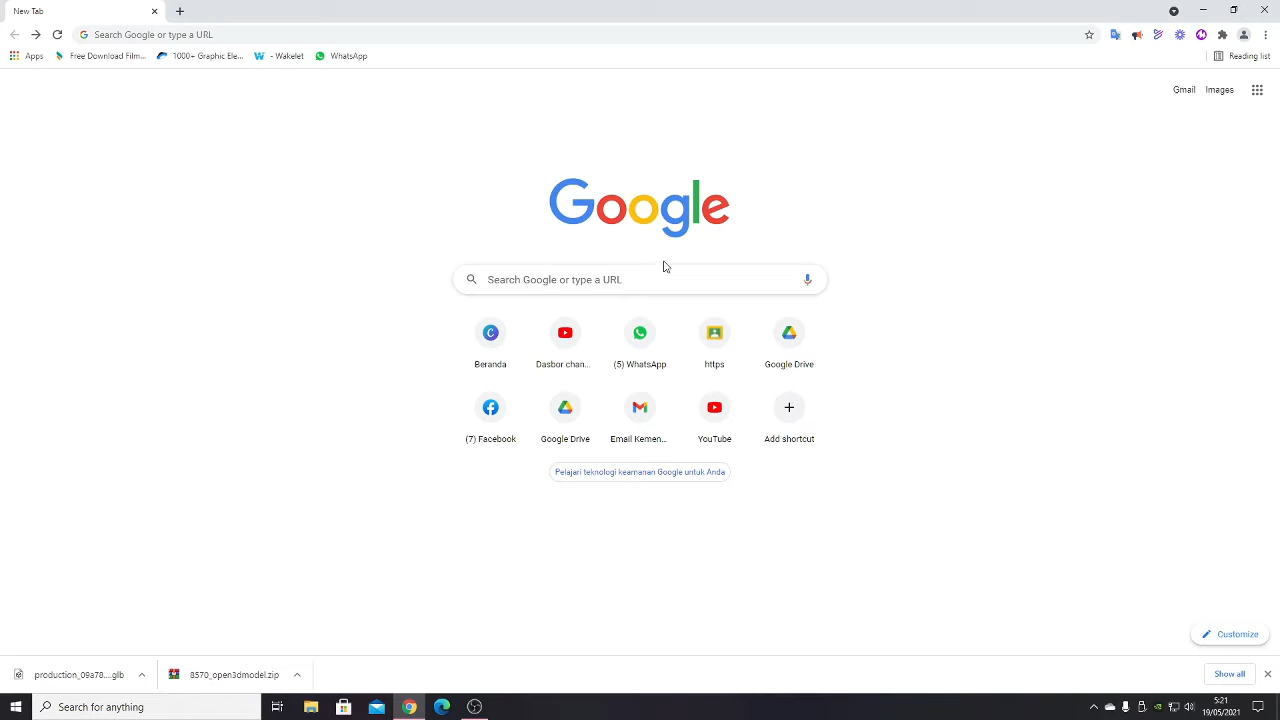 New Tab
Search Google or type a URL
Apps
Free Download Film...
1000+ Graphic Ele...
- Wakelet
WhatsApp
Reading list
Gmail
Images
Google
Search Google or type a URL
Beranda
Dasbor chan...
(5) WhatsApp
https
Google Drive
(7) Facebook
Google Drive
Email Kemen...
YouTube
Add shortcut
Pelajari teknologi keamanan Google untuk Anda
Customize
production_09a78....glb
8570_open3dmodel.zip
Show all
Search for anything
5:21
19/05/2021